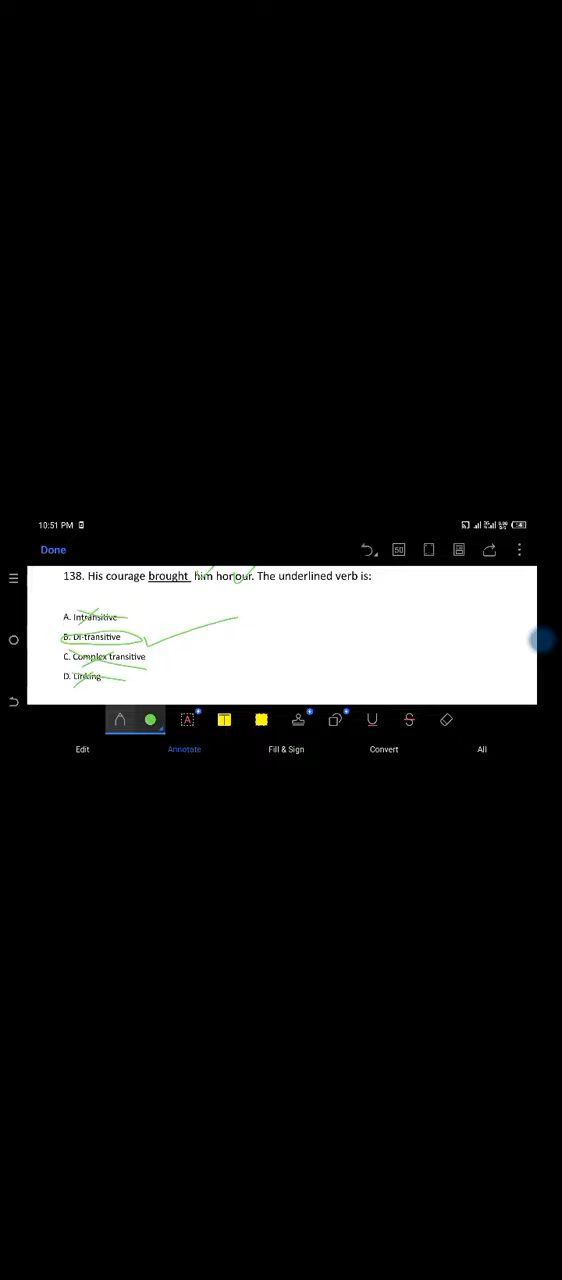 10:51 PM
Done
50
138. His courage brought him honour. The underlined verb is:
A. Intransitive
B. Di-transitive
C. Complex transitive
D. Linking
A
T
U
S
Edit
Annotate
Fill & Sign
Convert
All